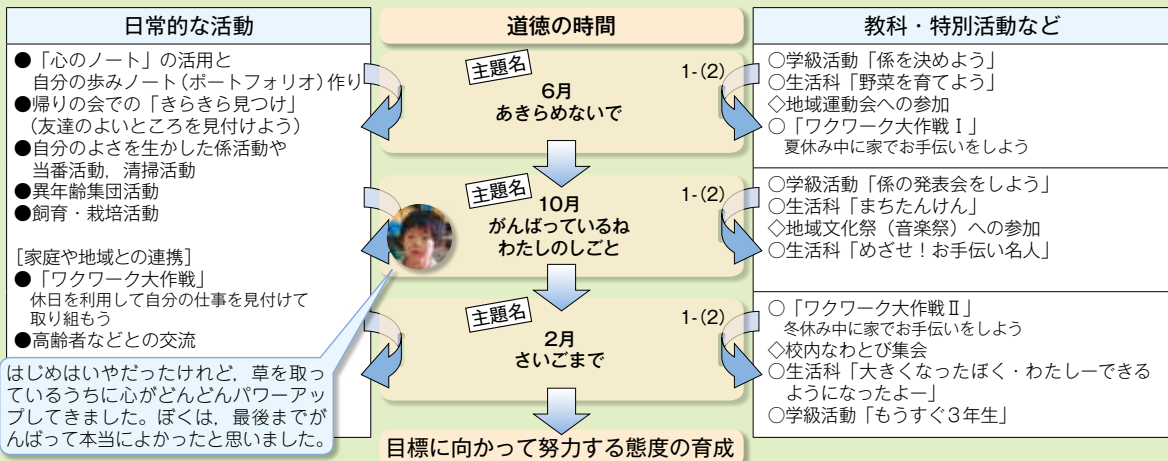 日常的な活動
●「心のノート」の活用と
自分の歩みノート(ポートフォリオ)作り
●帰りの会での「きらきら見つけ」
(友達のよいところを見付けよう)
●自分のよさを生かした係活動や
当番活動，清掃活動
●異年齢集団活動
●飼育・栽培活動
[家庭や地域との連携]
●「ワクワーク大作戦」
休日を利用して自分の仕事を見付けて
取り組もう
●高齢者などとの交流
はじめはいやだったけれど，草を取っ
ているうちに心がどんどんパワーアッ
プしてきました。ぼくは，最後までが
んばって本当によかったと思いました。
道徳の時間
主題名
1-(2)
6月
あきらめないで
主題名
1-(2)
10月
がんばっているね
わたしのしごと
主題名
1-(2)
2月
さいごまで
目標に向かって努力する態度の育成
教科・特別活動など
○学級活動「係を決めよう」
○生活科「野菜を育てよう」
◇地域運動会への参加
○「ワクワーク大作戦Ⅰ」
夏休み中に家でお手伝いをしよう
○学級活動「係の発表会をしよう」
○生活科「まちたんけん」
◇地域文化祭（音楽祭）への参加
○生活科「めざせ！お手伝い名人」
○「ワクワーク大作戦Ⅱ」
冬休み中に家でお手伝いをしよう
◇校内なわとび集会
○生活科「大きくなったぼく・わたしーできる
ようになったよー」
○学級活動「もうすぐ３年生」